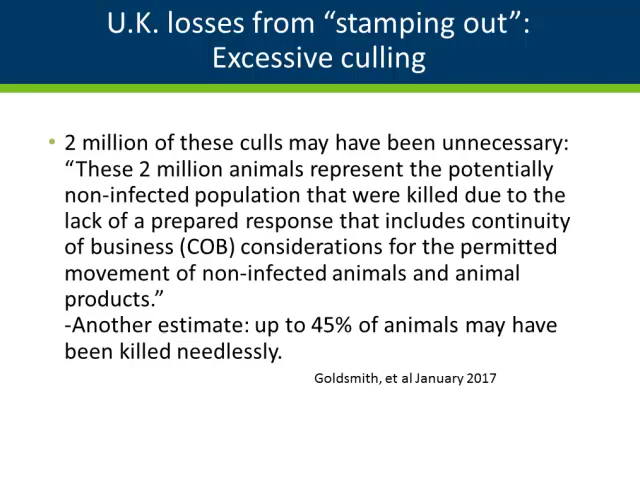 U.K. losses from “stamping out”:
Excessive culling
• 2 million of these culls may have been unnecessary:
“These 2 million animals represent the potentially
non-infected population that were killed due to the
lack of a prepared response that includes continuity
of business (COB) considerations for the permitted
movement of non-infected animals and animal
products.”
-Another estimate: up to 45% of animals may have
been killed needlessly.
Goldsmith, et al January 2017